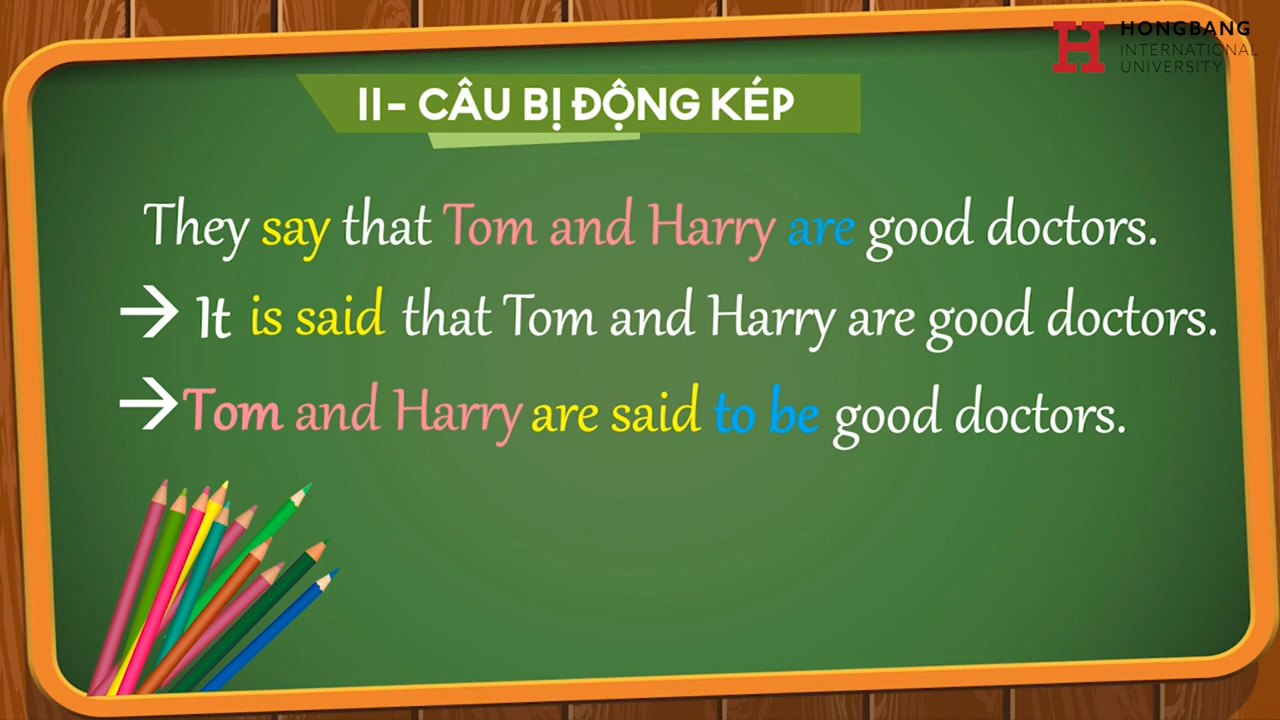 HONGBANG
INTERNATIONAL
UNIVERSITY
II- CÂU BỊ ĐỘNG KÉP
They say that Tom and Harry are good doctors.
→ It is said that Tom and Harry are good doctors.
→ Tom and Harry are said to be good doctors.